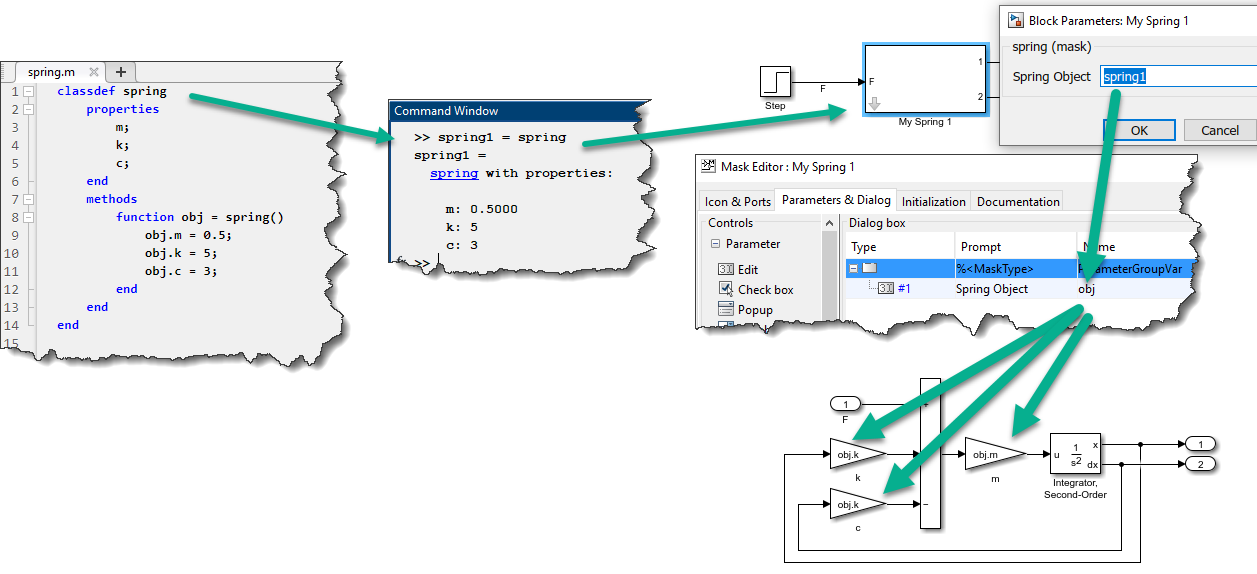 spring.m
1 classdef spring
2 properties
3 m;
4 k;
5 c;
6 end
7 methods
8 function obj = spring()
9 obj.m = 0.5;
10 obj.k = 5;
11 obj.c = 3;
12 end
13 end
14 end
15
Command Window
>> spring1 = spring
spring1 =
spring with properties:
m: 0.5000
k: 5
c: 3
>>
Step
F
F
1
2
My Spring 1
Block Parameters: My Spring 1
spring (mask)
Spring Object spring1
OK Cancel
Mask Editor : My Spring 1
Icon & Ports Parameters & Dialog Initialization Documentation
Controls Dialog box
Parameter
Edit
Check box
Popup
Type Prompt
%<MaskType>
#1 Spring Object obj
1
F
+
obj.k
k
obj.k
c
−
obj.m
m
u 1 x
s2 dx
Integrator,
Second-Order
1
2